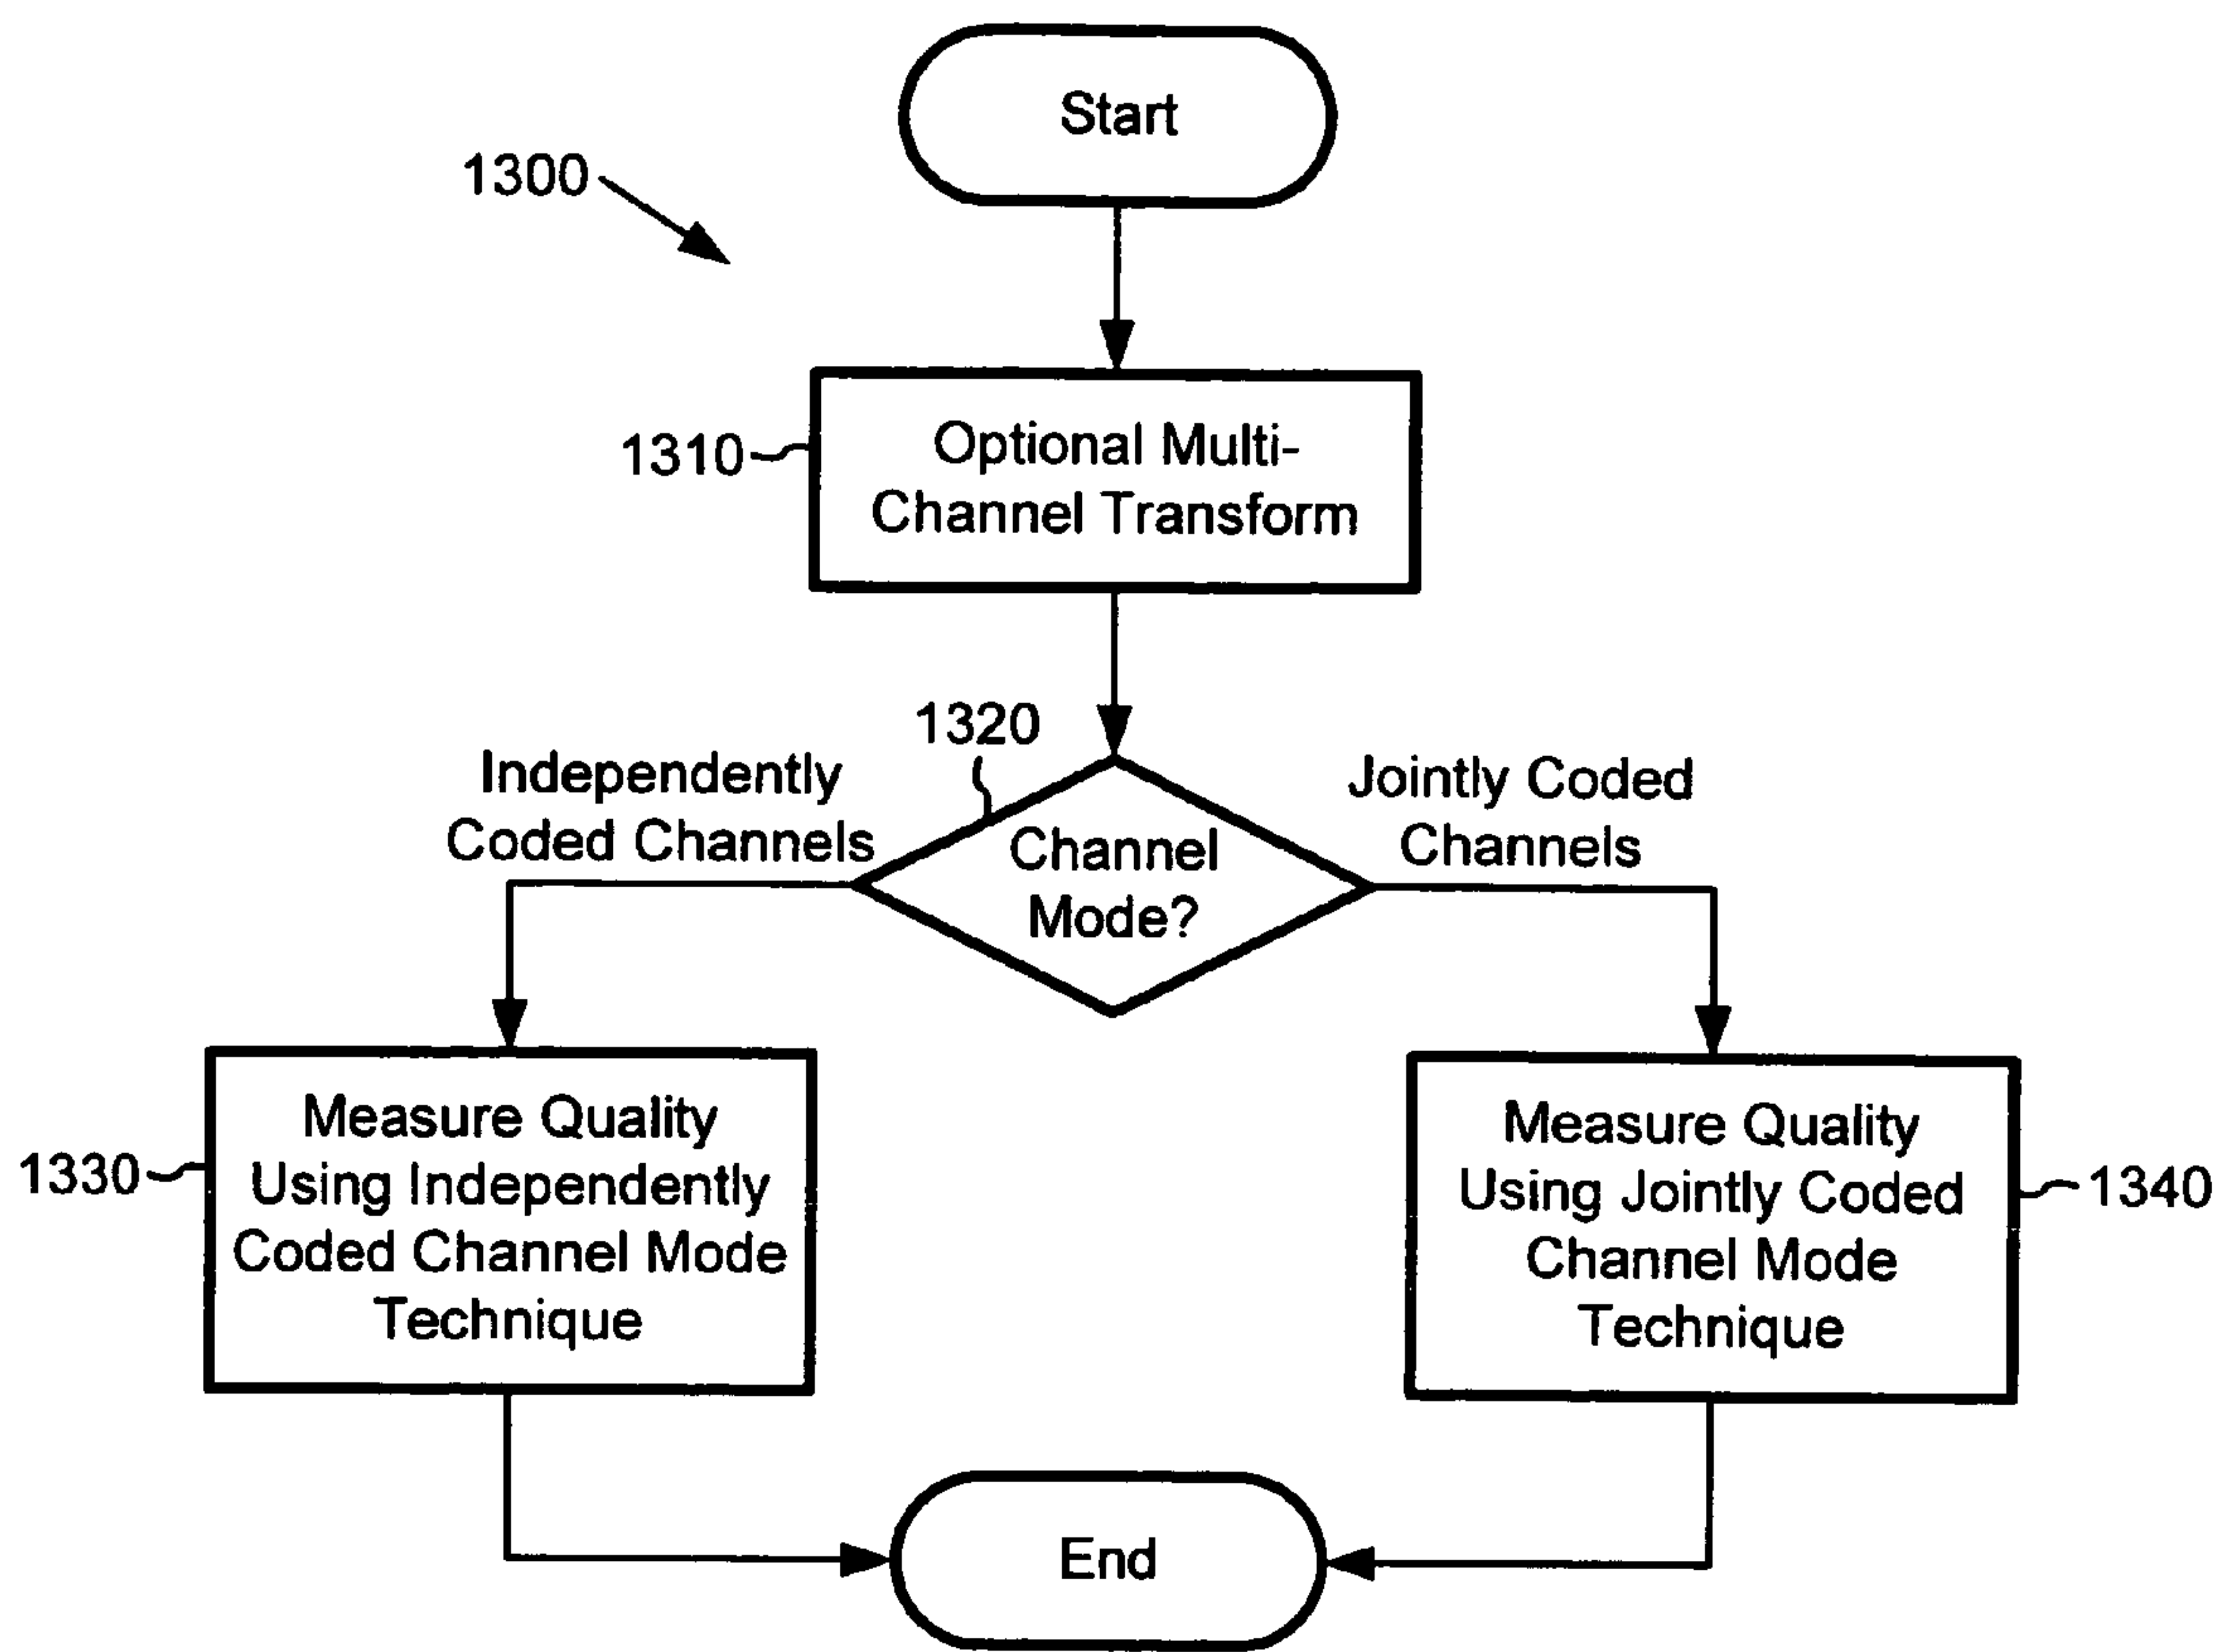 Start
1300
1310
Optional Multi-
Channel Transform
1320
Independently
Coded Channels
Jointly Coded
Channels
Channel
Mode?
1330
Measure Quality
Using Independently
Coded Channel Mode
Technique
Measure Quality
Using Jointly Coded
Channel Mode
Technique
1340
End